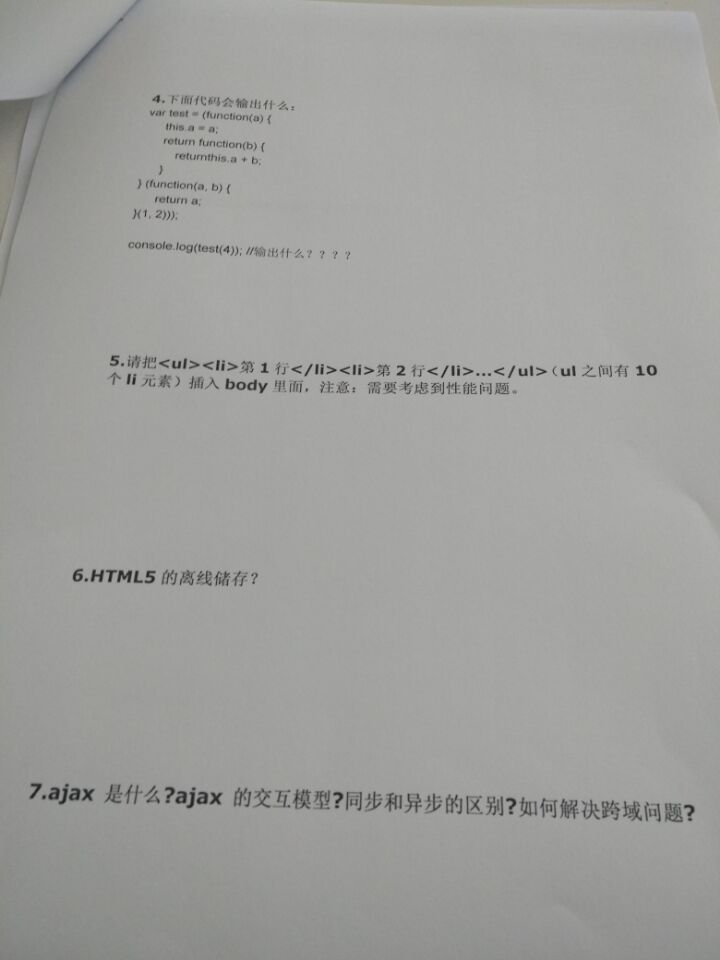 4.下面代码会输出什么：
var test = (function(a) {
this.a = a;
return function(b) {
returnthis.a + b;
}
} (function(a, b) {
return a;
}(1, 2)));
console.log(test(4)); //输出什么？？？？
5.请把<ul><li>第 1 行</li><li>第 2 行</li>...</ul>（ul 之间有 10
个 li 元素）插入 body 里面，注意：需要考虑到性能问题。
6.HTML5 的离线储存？
7.ajax 是什么?ajax 的交互模型?同步和异步的区别?如何解决跨域问题?